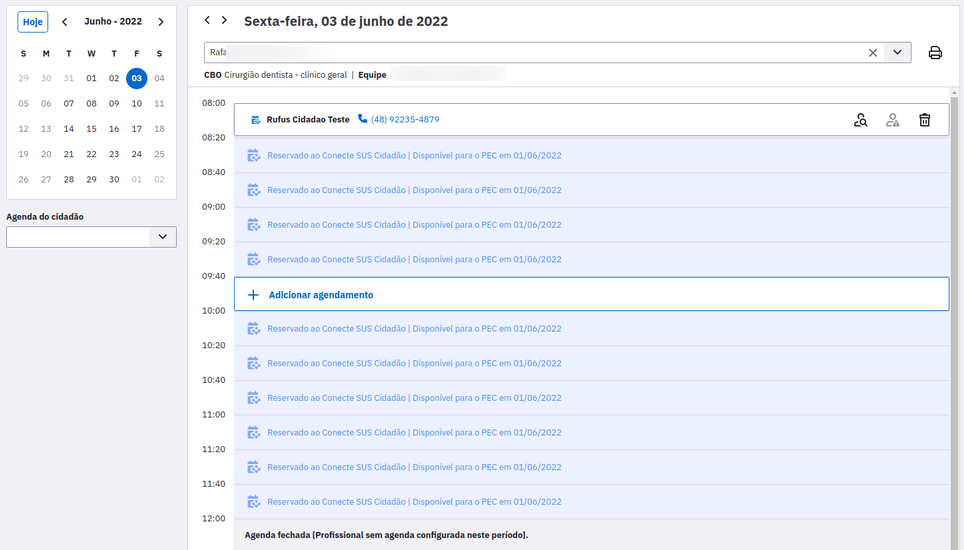 Hoje Junho - 2022
S M T W T F S
29 30 31 01 02 03 04
05 06 07 08 09 10 11
12 13 14 15 16 17 18
19 20 21 22 23 24 25
26 27 28 29 30 01 02
Agenda do cidadão
Sexta-feira, 03 de junho de 2022
Rafa
CBO Cirurgião dentista - clínico geral | Equipe
08:00
Rufus Cidadao Teste (48) 92235-4879
08:20
Reservado ao Conecte SUS Cidadão | Disponível para o PEC em 01/06/2022
08:40
Reservado ao Conecte SUS Cidadão | Disponível para o PEC em 01/06/2022
09:00
Reservado ao Conecte SUS Cidadão | Disponível para o PEC em 01/06/2022
09:20
Reservado ao Conecte SUS Cidadão | Disponível para o PEC em 01/06/2022
09:40
Adicionar agendamento
10:00
Reservado ao Conecte SUS Cidadão | Disponível para o PEC em 01/06/2022
10:20
Reservado ao Conecte SUS Cidadão | Disponível para o PEC em 01/06/2022
10:40
Reservado ao Conecte SUS Cidadão | Disponível para o PEC em 01/06/2022
11:00
Reservado ao Conecte SUS Cidadão | Disponível para o PEC em 01/06/2022
11:20
Reservado ao Conecte SUS Cidadão | Disponível para o PEC em 01/06/2022
11:40
Reservado ao Conecte SUS Cidadão | Disponível para o PEC em 01/06/2022
12:00
Agenda fechada [Profissional sem agenda configurada neste período].